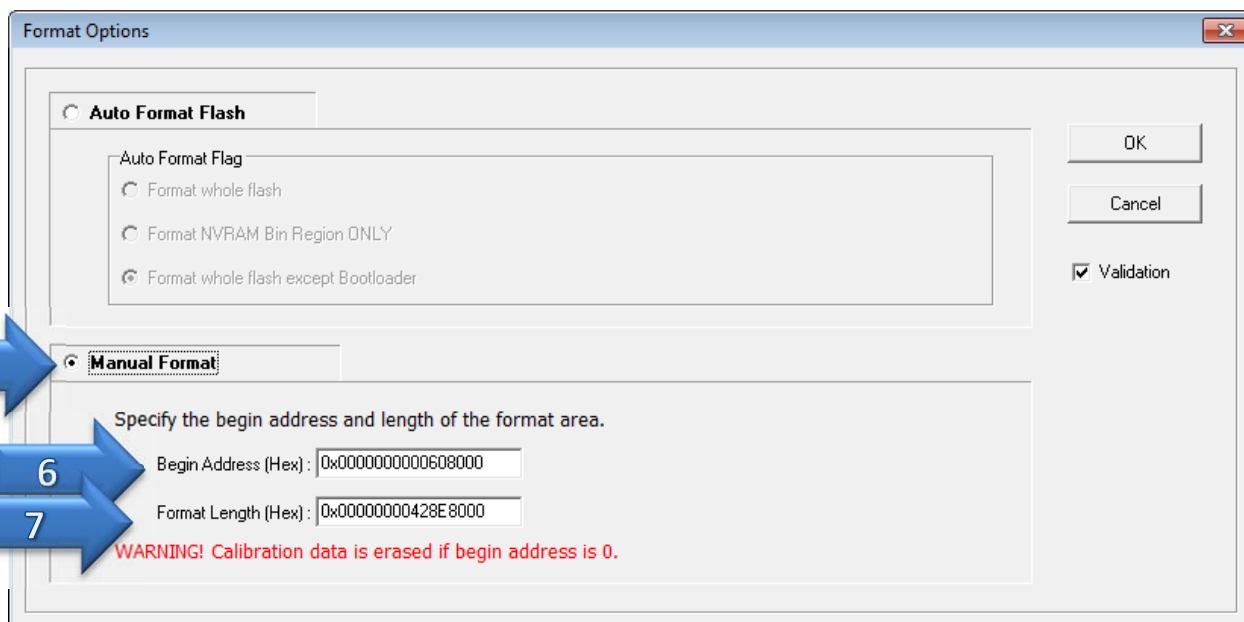 Format Options
Auto Format Flash
Auto Format Flag
Format whole flash
Format NVRAM Bin Region ONLY
Format whole flash except Bootloader
OK
Cancel
Validation
Manual Format
Specify the begin address and length of the format area.
6
Begin Address (Hex) : 0x0000000000608000
7
Format Length (Hex) : 0x00000000428E8000
WARNING! Calibration data is erased if begin address is 0.